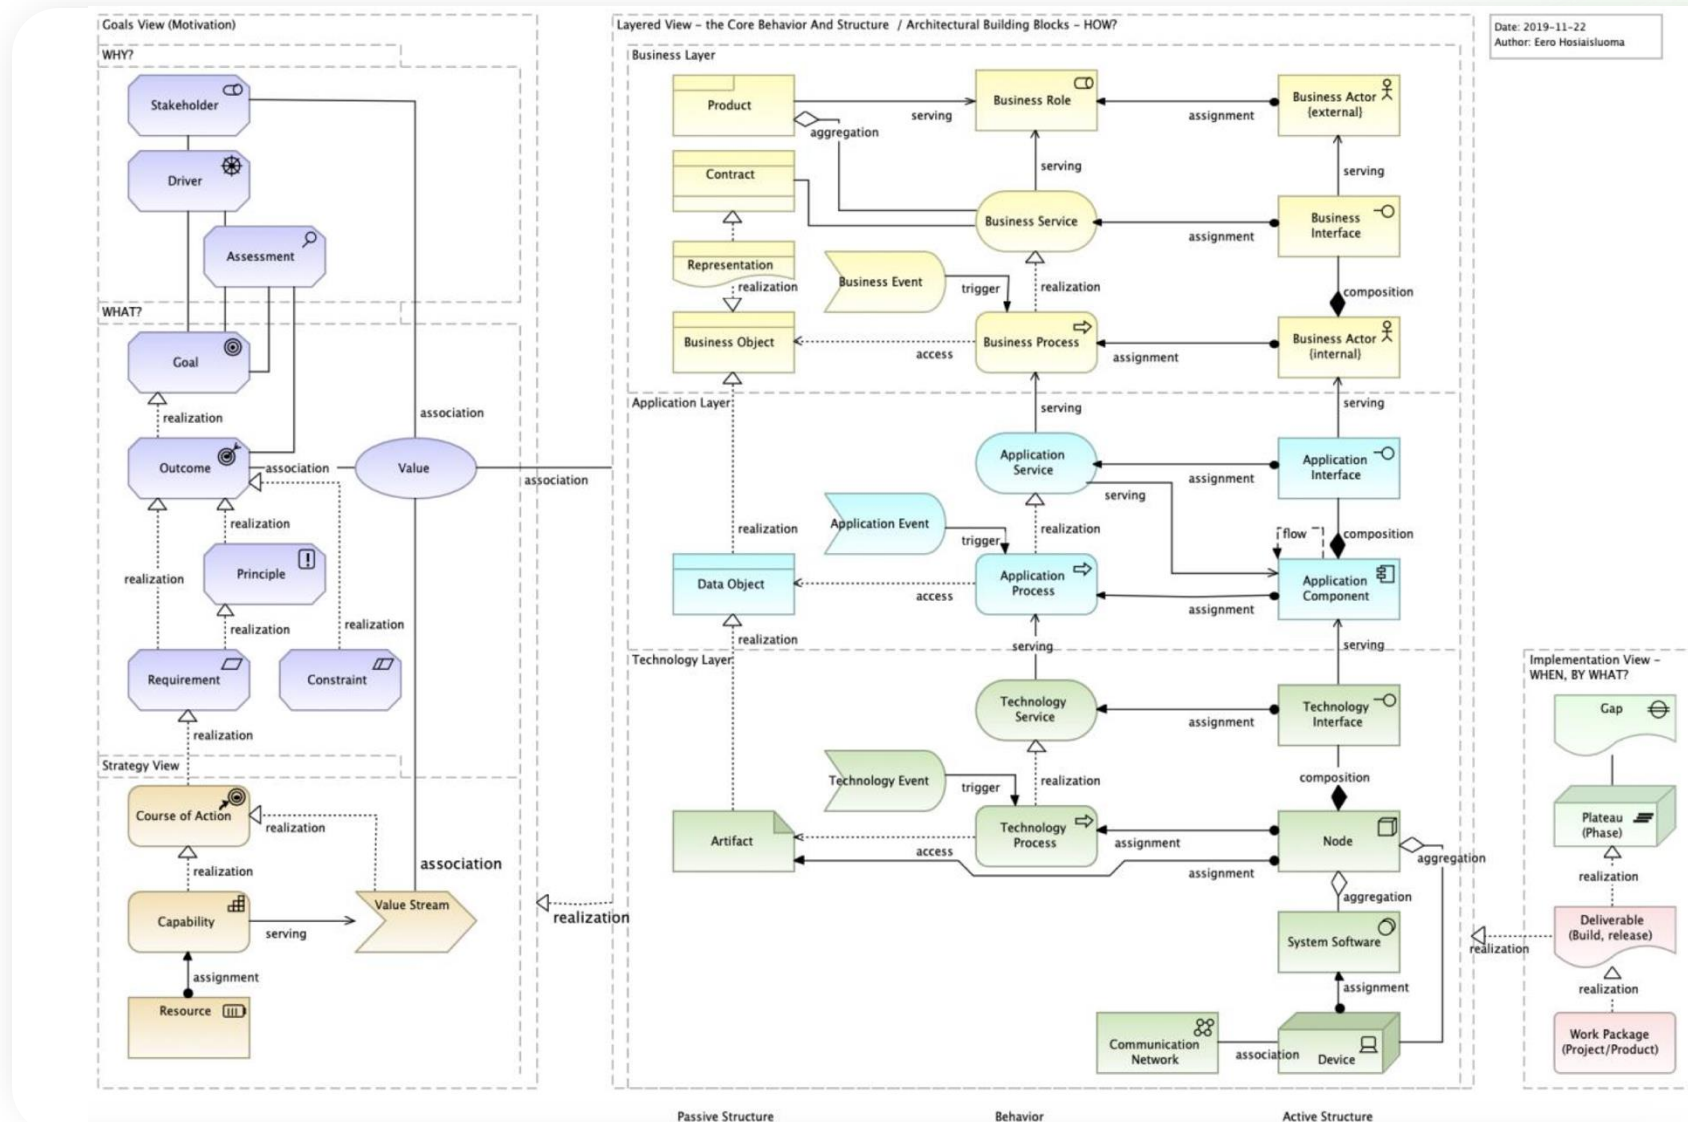 Goals View (Motivation)
WHY?
Stakeholder
Driver
Assessment
WHAT?
Goal
realization
association
Outcome
association
Value
association
realization
Principle
realization
realization
realization
Requirement
Constraint
realization
Strategy View
Course of Action
realization
realization
association
Capability
serving
Value Stream
assignment
Resource
realization
Layered View - the Core Behavior And Structure / Architectural Building Blocks - HOW?
Business Layer
Product
serving
Business Role
assignment
Business Actor
{external}
aggregation
Contract
serving
serving
Business Service
assignment
Business
Interface
Representation
realization
Business Event
trigger
realization
composition
Business Object
access
Business Process
assignment
Business Actor
{internal}
Application Layer
serving
serving
Application
Service
assignment
Application
Interface
serving
realization
Application Event
trigger
realization
flow
composition
Data Object
access
Application
Process
assignment
Application
Component
realization
serving
serving
Technology Layer
Technology
Service
assignment
Technology
Interface
Technology Event
trigger
realization
composition
Artifact
access
Technology
Process
assignment
Node
assignment
aggregation
aggregation
System Software
assignment
Communication
Network
association
Device
Passive Structure
Behavior
Active Structure
Date: 2019-11-22
Author: Eero Hosiaisluoma
Implementation View -
WHEN, BY WHAT?
Gap
Plateau
(Phase)
realization
Deliverable
(Build, release)
realization
realization
Work Package
(Project/Product)